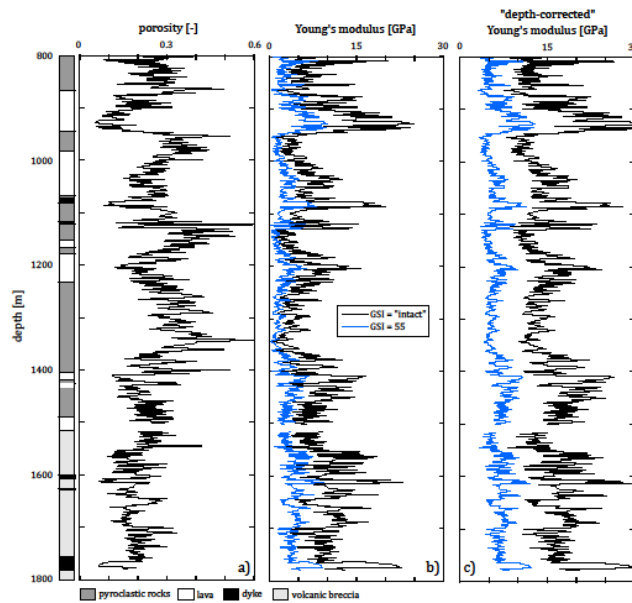 "depth-corrected"
porosity [-]
Young's modulus [GPa]
Young's modulus [GPa]
0
0.3
0.6
0
15
30
0
15
30
800
1000
1200
1400
1600
1800
depth [m]
GSI = "intact"
GSI = 55
a)
b)
c)
pyroclastic rocks
lava
dyke
volcanic breccia